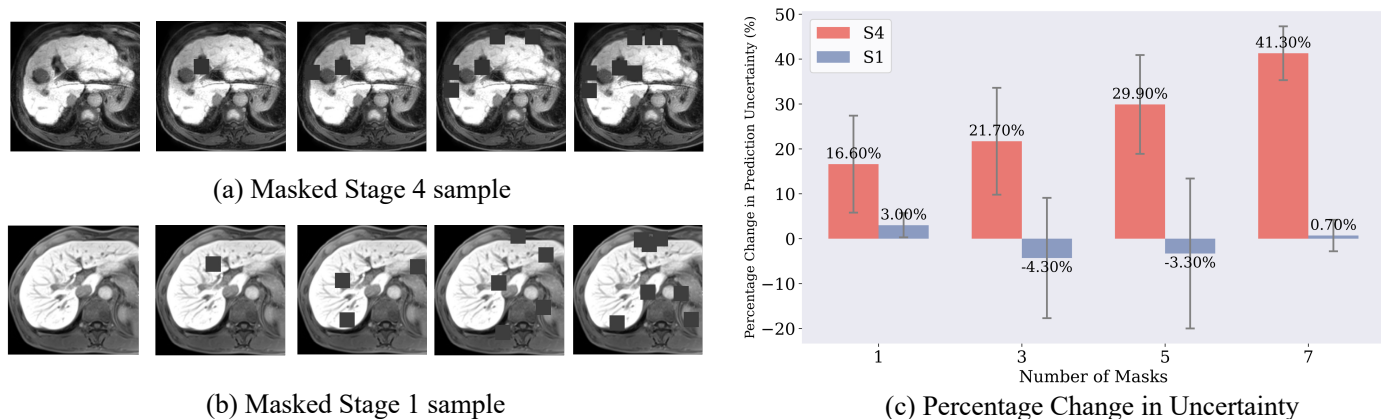 (a) Masked Stage 4 sample
(b) Masked Stage 1 sample
Percentage Change in Prediction Uncertainty (%)
50
40
30
20
10
0
−10
−20
S4
S1
16.60%
3.00%
21.70%
-4.30%
29.90%
-3.30%
41.30%
0.70%
1 3 5 7
Number of Masks
(c) Percentage Change in Uncertainty